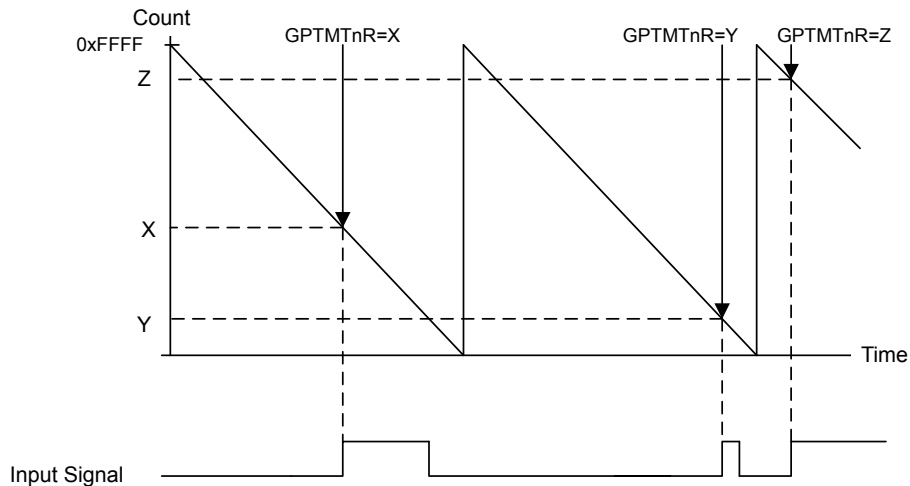 Count
0xFFFF
GPTMTnR=X
GPTMTnR=Y
GPTMTnR=Z
Z
X
Y
Time
Input Signal